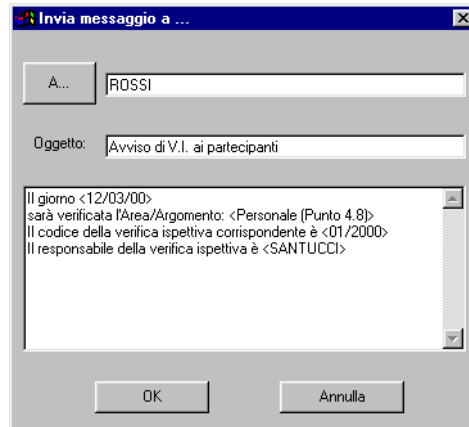 Invia messaggio a ...
A...
ROSSI
Oggetto:
Avviso di V.I. ai partecipanti
Il giorno <12/03/00>
sarà verificata l'Area/Argomento: <Personale (Punto 4.8)>
Il codice della verifica ispettiva corrispondente è <01/2000>
Il responsabile della verifica ispettiva è <SANTUCCI>
OK
Annulla